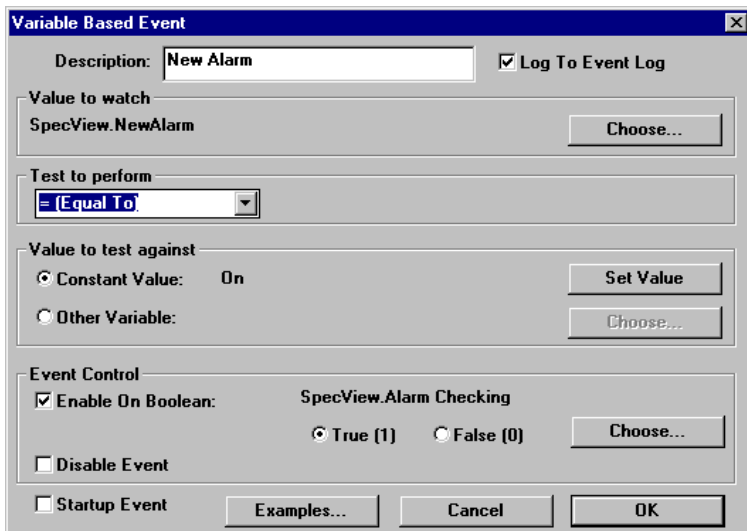 Variable Based Event
Description: New Alarm Log To Event Log
Value to watch
SpecView.NewAlarm Choose...
Test to perform
= (Equal To)
Value to test against
Constant Value: On Set Value
Other Variable: Choose...
Event Control
Enable On Boolean: SpecView.Alarm Checking
True (1) False (0) Choose...
Disable Event
Startup Event Examples... Cancel OK